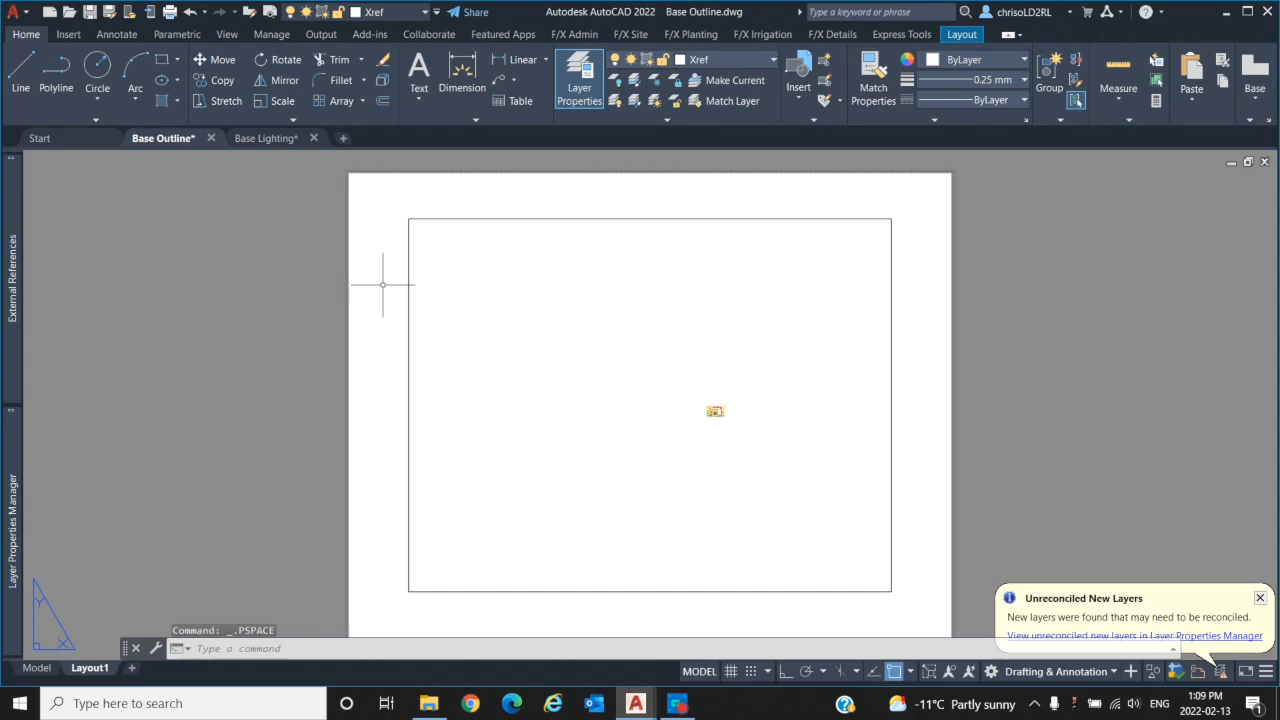 Xref
Share
Autodesk AutoCAD 2022 Base Outline.dwg
Type a keyword or phrase
chrisoLD2RL
Home Insert Annotate Parametric View Manage Output Add-ins Collaborate Featured Apps F/X Admin F/X Site F/X Planting F/X Irrigation F/X Details Express Tools Layout
Line
Polyline
Circle
Arc
Move
Rotate
Trim
Copy
Mirror
Fillet
Stretch
Scale
Array
Text
Dimension
Linear
Table
Layer
Properties
Xref
Make Current
Match Layer
Insert
Match
Properties
ByLayer
0.25 mm
ByLayer
Group
Measure
Paste
Base
Start
Base Outline*
Base Lighting*
External References
Layer Properties Manager
Y
X
Unreconciled New Layers
New layers were found that may need to be reconciled.
View unreconciled new layers in Layer Properties Manager
Command: _.PSPACE
Type a command
Model
Layout1
MODEL
Drafting & Annotation
Type here to search
-11°C Partly sunny
ENG
1:09 PM
2022-02-13
1